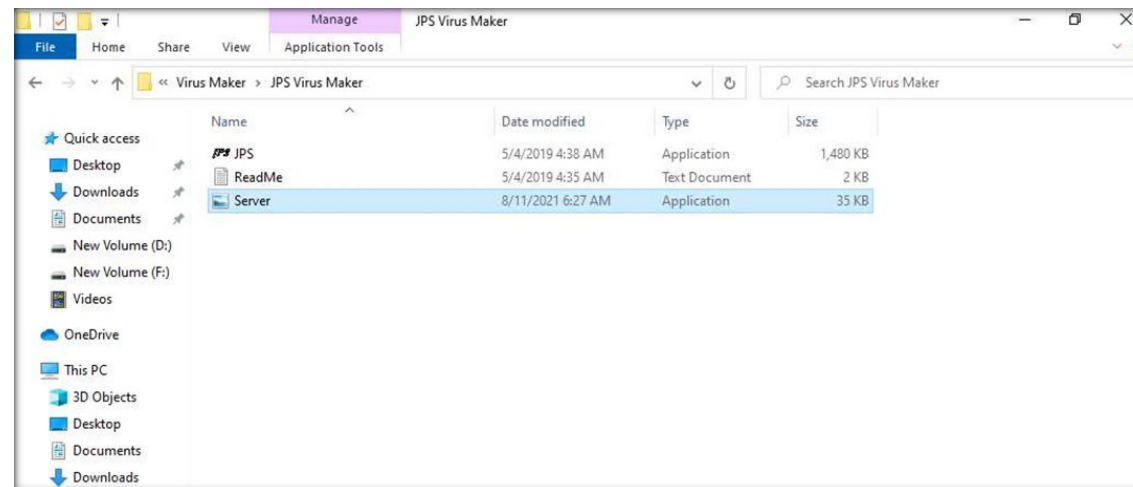 Manage JPS Virus Maker
File Home Share View Application Tools
« Virus Maker > JPS Virus Maker Search JPS Virus Maker
Name Date modified Type Size
Quick access
Desktop
Downloads
Documents
New Volume (D:)
New Volume (F:)
Videos
OneDrive
This PC
3D Objects
Desktop
Documents
Downloads
JPS JPS 5/4/2019 4:38 AM Application 1,480 KB
ReadMe 5/4/2019 4:35 AM Text Document 2 KB
Server 8/11/2021 6:27 AM Application 35 KB